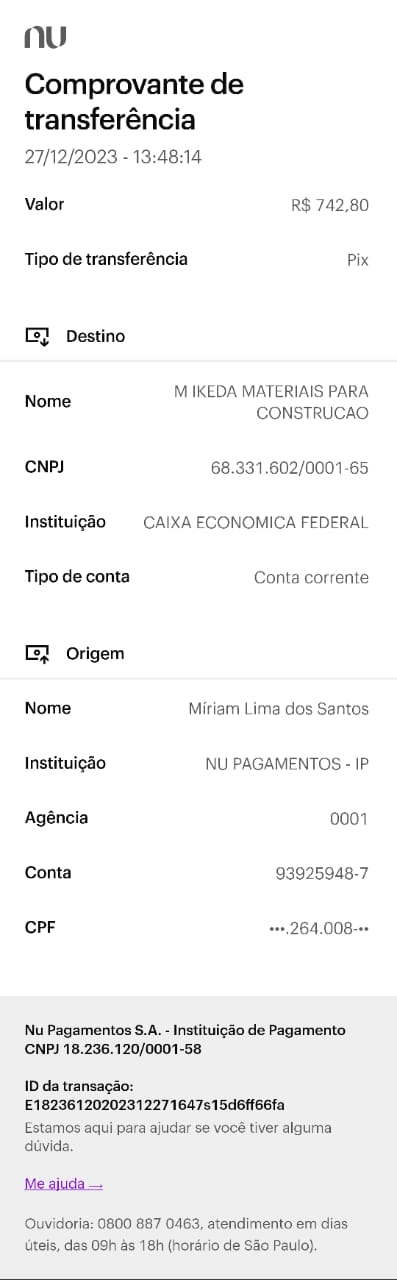 nu
Comprovante de
transferência
27/12/2023 - 13:48:14
Valor R$ 742,80
Tipo de transferência Pix
Destino
Nome M IKEDA MATERIAIS PARA
CONSTRUCAO
CNPJ 68.331.602/0001-65
Instituição CAIXA ECONOMICA FEDERAL
Tipo de conta Conta corrente
Origem
Nome Míriam Lima dos Santos
Instituição NU PAGAMENTOS - IP
Agência 0001
Conta 93925948-7
CPF •••.264.008-••
Nu Pagamentos S.A. - Instituição de Pagamento
CNPJ 18.236.120/0001-58
ID da transação:
E18236120202312271647s15d6ff66fa
Estamos aqui para ajudar se você tiver alguma
dúvida.
Me ajuda →
Ouvidoria: 0800 887 0463, atendimento em dias
úteis, das 09h às 18h (horário de São Paulo).